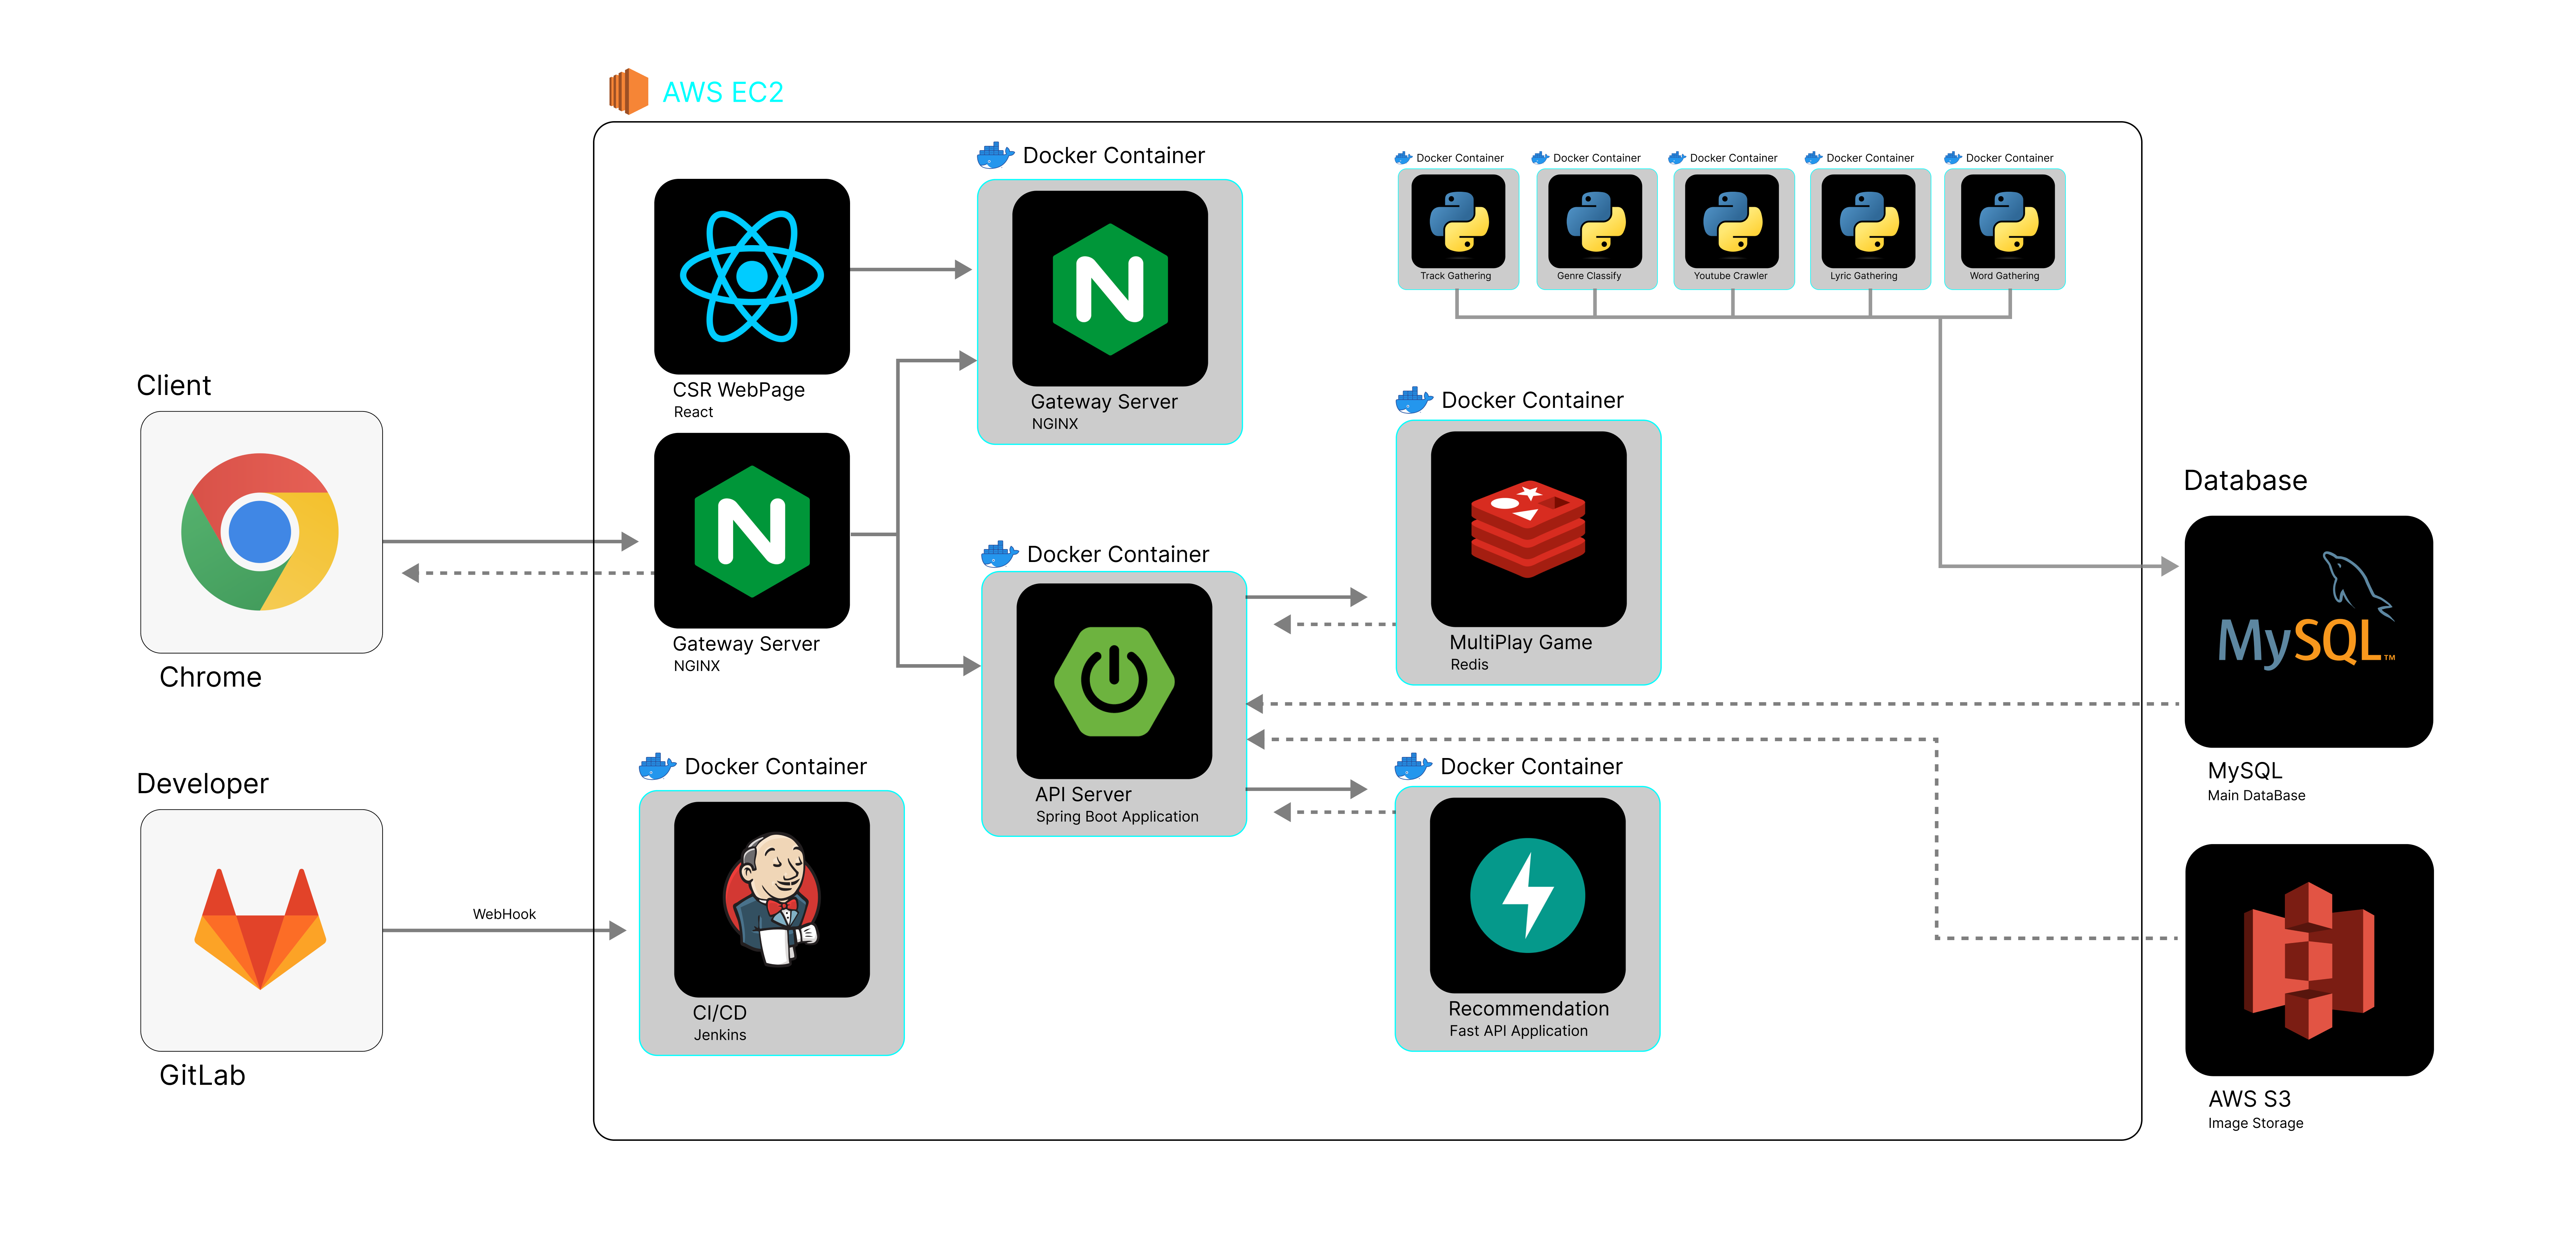 AWS EC2
Docker Container
Docker Container
Docker Container
Docker Container
Docker Container
Docker Container
Track Gathering
Genre Classify
Youtube Crawler
Lyric Gathering
Word Gathering
Client
CSR WebPage
React
Gateway Server
NGINX
Docker Container
Database
Docker Container
Gateway Server
NGINX
MultiPlay Game
Redis
MySQL™
Chrome
Developer
Docker Container
API Server
Spring Boot Application
Docker Container
MySQL
Main DataBase
WebHook
CI/CD
Jenkins
Recommendation
Fast API Application
GitLab
AWS S3
Image Storage